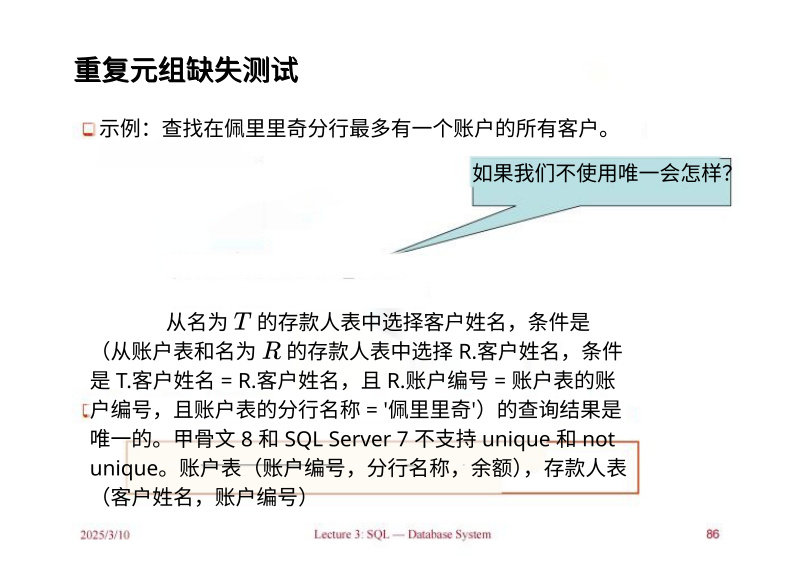 重复元组缺失测试
示例：查找在佩里里奇分行最多有一个账户的所有客户。
如果我们不使用唯一会怎样？
从名为 T 的存款人表中选择客户姓名，条件是
（从账户表和名为 R 的存款人表中选择 R.客户姓名，条件
是 T.客户姓名 = R.客户姓名，且 R.账户编号 = 账户表的账
户编号，且账户表的分行名称 = '佩里里奇'）的查询结果是
唯一的。甲骨文 8 和 SQL Server 7 不支持 unique 和 not
unique。账户表（账户编号，分行名称，余额），存款人表
（客户姓名，账户编号）
2025/3/10 Lecture 3: SQL — Database System 86